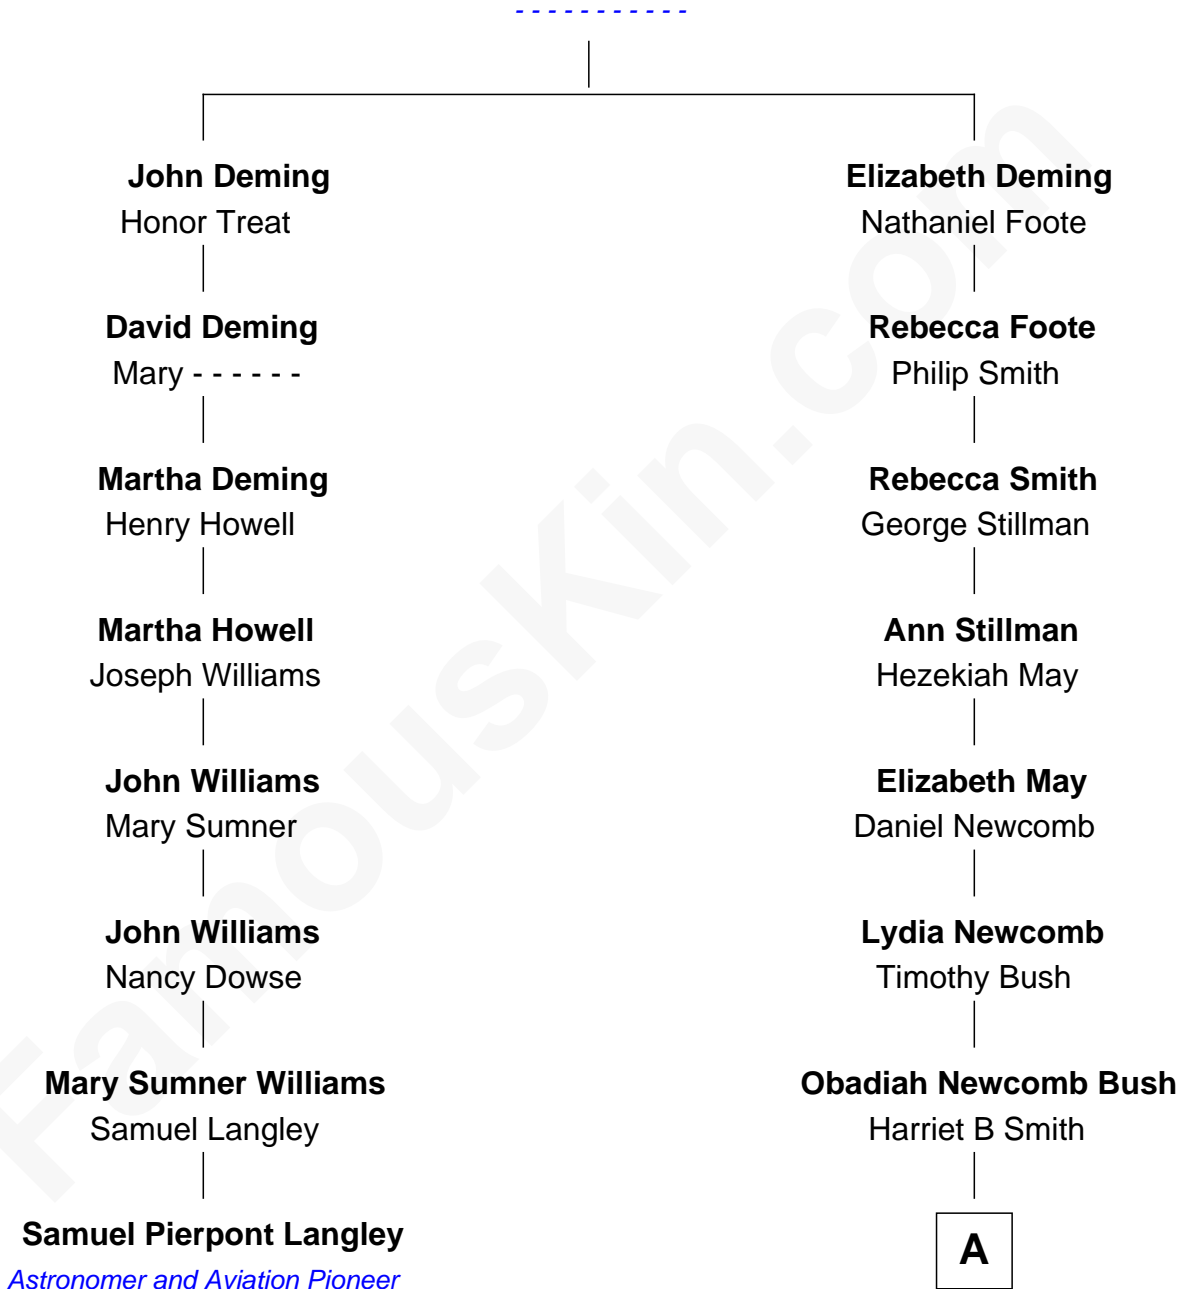 - - - - - - - - - - -
John Deming
Honor Treat
Elizabeth Deming
Nathaniel Foote
David Deming
Mary - - - - - -
Rebecca Foote
Philip Smith
Martha Deming
Henry Howell
Rebecca Smith
George Stillman
Martha Howell
Joseph Williams
Ann Stillman
Hezekiah May
John Williams
Mary Sumner
Elizabeth May
Daniel Newcomb
John Williams
Nancy Dowse
Lydia Newcomb
Timothy Bush
Mary Sumner Williams
Samuel Langley
Obadiah Newcomb Bush
Harriet B Smith
Samuel Pierpont Langley
Astronomer and Aviation Pioneer
A
FamousKin.com